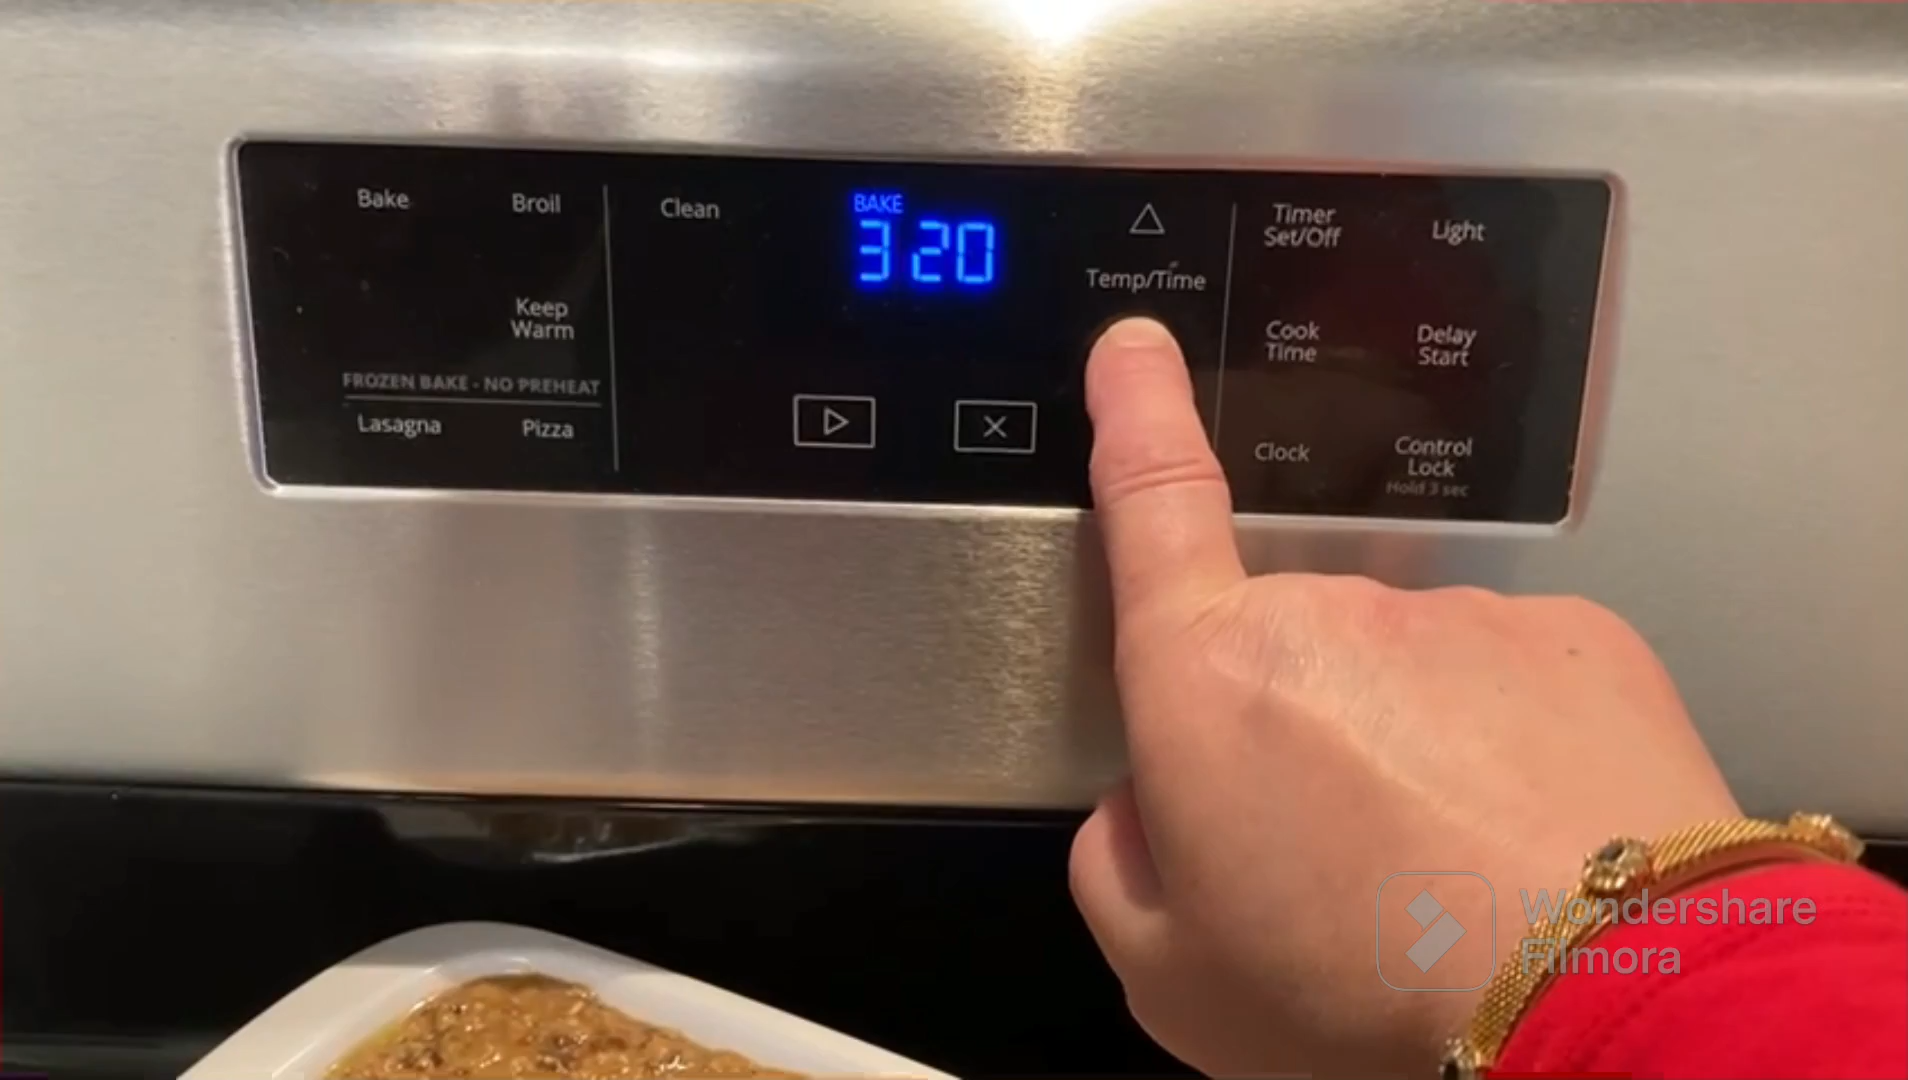 Bake
Broil
Keep
Warm
FROZEN BAKE - NO PREHEAT
Lasagna
Pizza
Clean
BAKE
320
Temp/Time
Timer
Set/Off
Light
Cook
Time
Delay
Start
Clock
Control
Lock
Hold 3 sec
Wondershare
Filmora